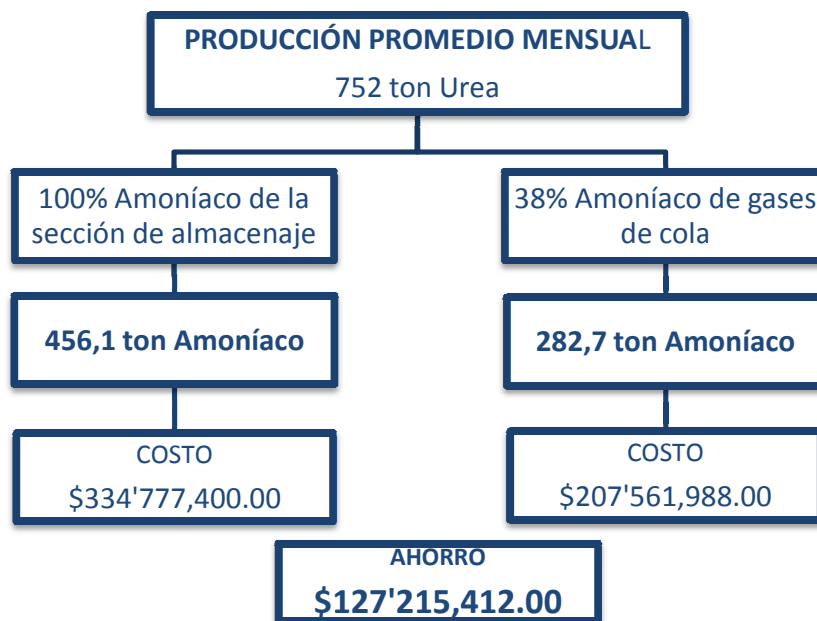 PRODUCCIÓN PROMEDIO MENSUAL
752 ton Urea
100% Amoníaco de la
sección de almacenaje
38% Amoníaco de gases
de cola
456,1 ton Amoníaco
282,7 ton Amoníaco
COSTO
$334'777,400.00
COSTO
$207'561,988.00
AHORRO
$127'215,412.00